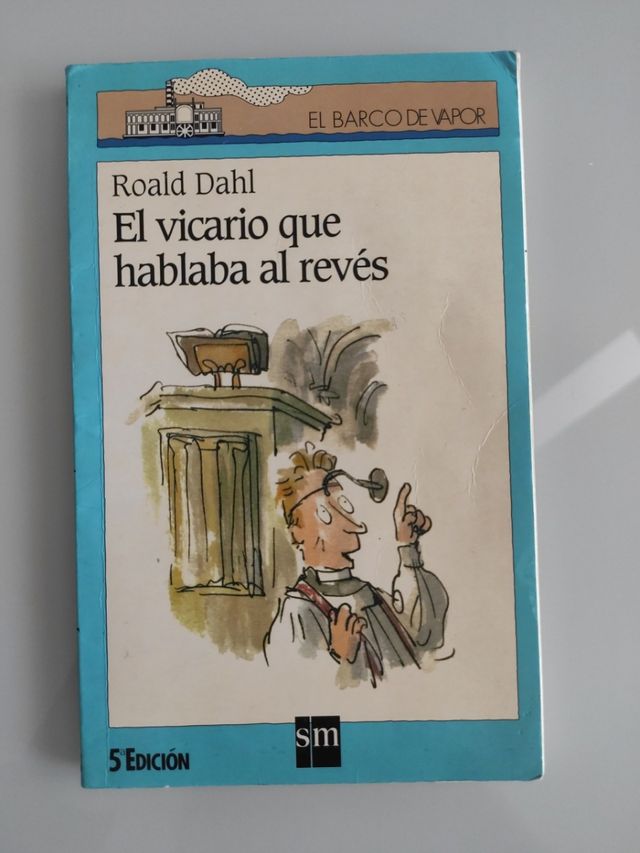 EL BARCO DE VAPOR
Roald Dahl
El vicario que
hablaba al revés
sm
5ª EDICIÓN